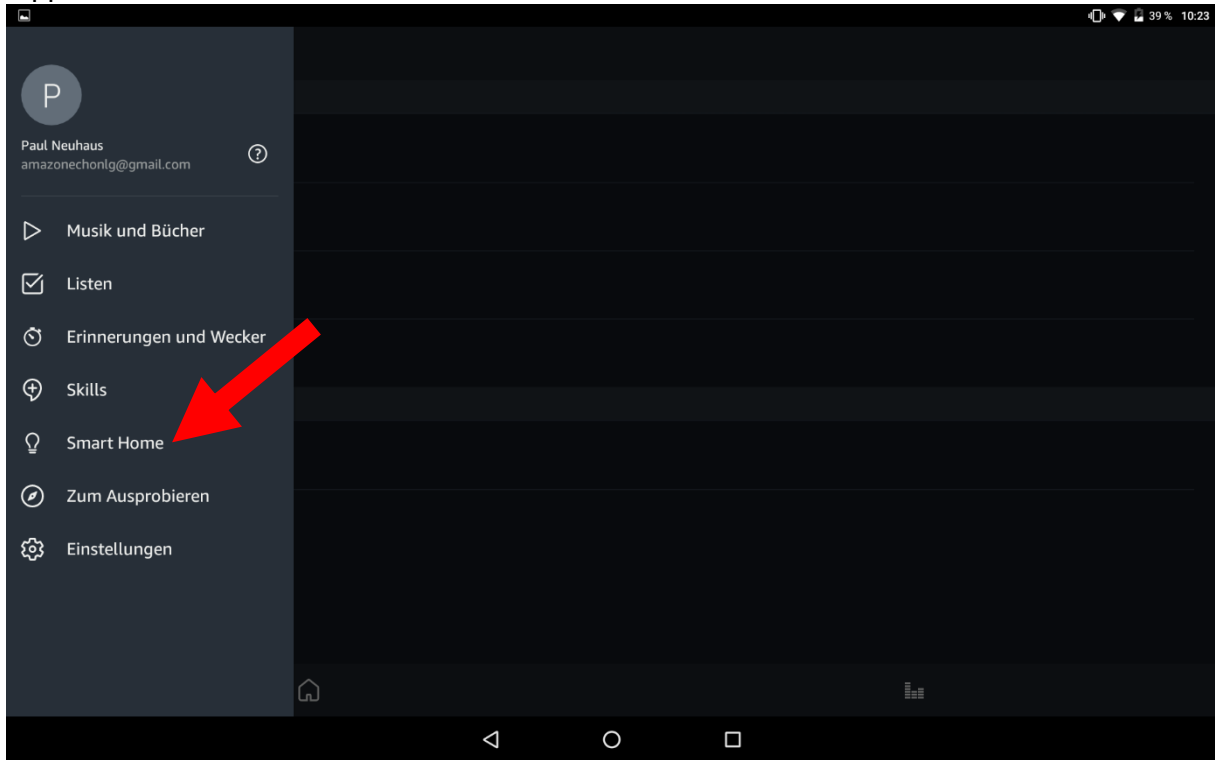 39 % 10:23
P
Paul Neuhaus
amazonechonlg@gmail.com
Musik und Bücher
Listen
Erinnerungen und Wecker
Skills
Smart Home
Zum Ausprobieren
Einstellungen